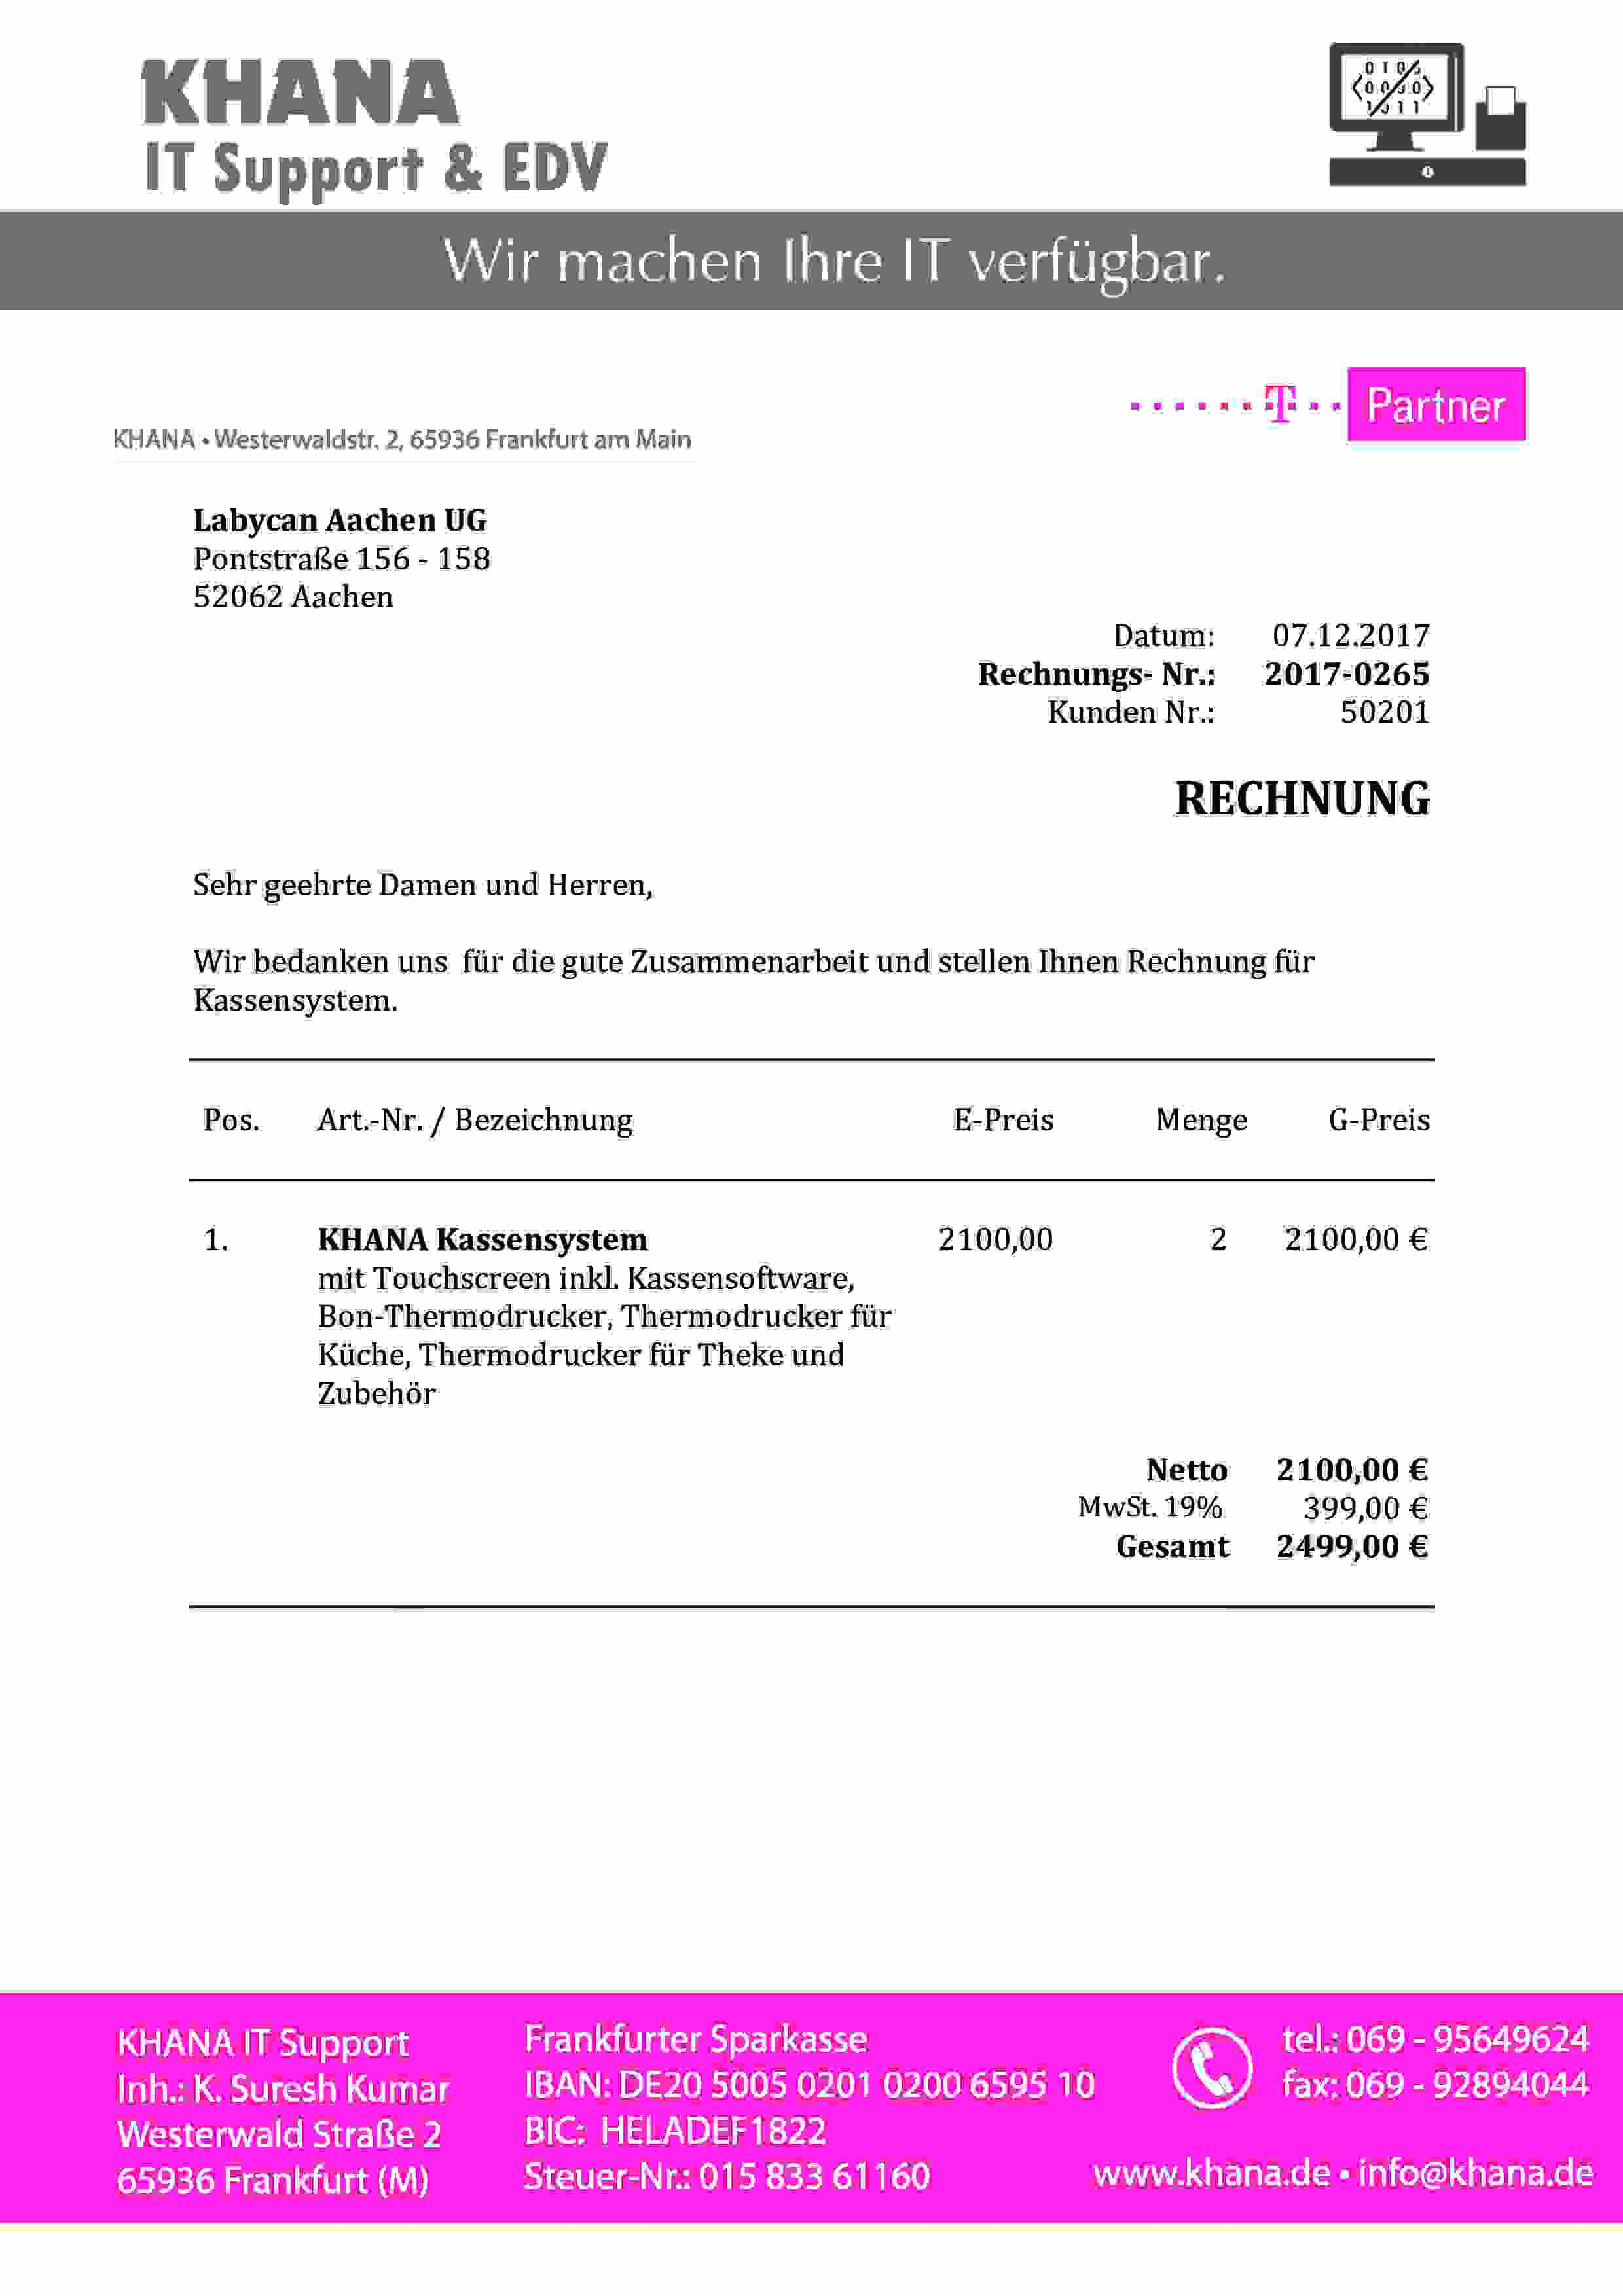 KHANA
IT Support & EDV
Wir machen Ihre IT verfügbar.
T Partner
KHANA • Westerwaldstr. 2, 65936 Frankfurt am Main
Labycan Aachen UG
Pontstraße 156 - 158
52062 Aachen
Datum: 07.12.2017
Rechnungs- Nr.: 2017-0265
Kunden Nr.: 50201
RECHNUNG
Sehr geehrte Damen und Herren,
Wir bedanken uns für die gute Zusammenarbeit und stellen Ihnen Rechnung für
Kassensystem.
Pos. Art.-Nr. / Bezeichnung E-Preis Menge G-Preis
1. KHANA Kassensystem 2100,00 2 2100,00 €
mit Touchscreen inkl. Kassensoftware,
Bon-Thermodrucker, Thermodrucker für
Küche, Thermodrucker für Theke und
Zubehör
Netto 2100,00 €
MwSt. 19% 399,00 €
Gesamt 2499,00 €
KHANA IT Support
Inh.: K. Suresh Kumar
Westerwald Straße 2
65936 Frankfurt (M)
Frankfurter Sparkasse
IBAN: DE20 5005 0201 0200 6595 10
BIC: HELADEF1822
Steuer-Nr.: 015 833 61160
tel.: 069 - 95649624
fax: 069 - 92894044
www.khana.de • info@khana.de